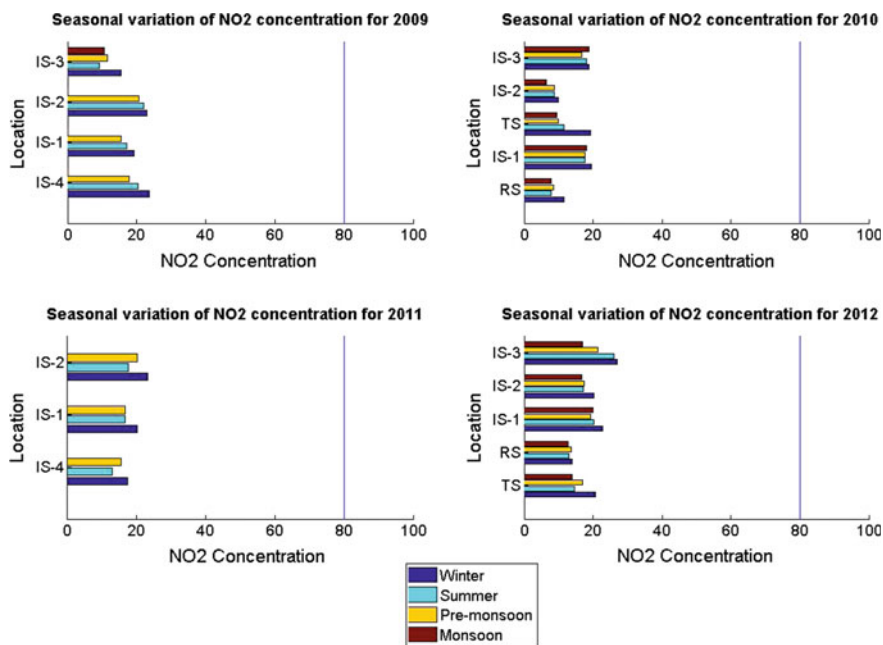 Seasonal variation of NO2 concentration for 2009
IS-3
IS-2
IS-1
IS-4
Location
0 20 40 60 80 100
NO2 Concentration
Seasonal variation of NO2 concentration for 2010
IS-3
IS-2
TS
IS-1
RS
Location
0 20 40 60 80 100
NO2 Concentration
Seasonal variation of NO2 concentration for 2011
IS-2
IS-1
IS-4
Location
0 20 40 60 80 100
NO2 Concentration
Seasonal variation of NO2 concentration for 2012
IS-3
IS-2
IS-1
RS
TS
Location
0 20 40 60 80 100
NO2 Concentration
Winter
Summer
Pre-monsoon
Monsoon